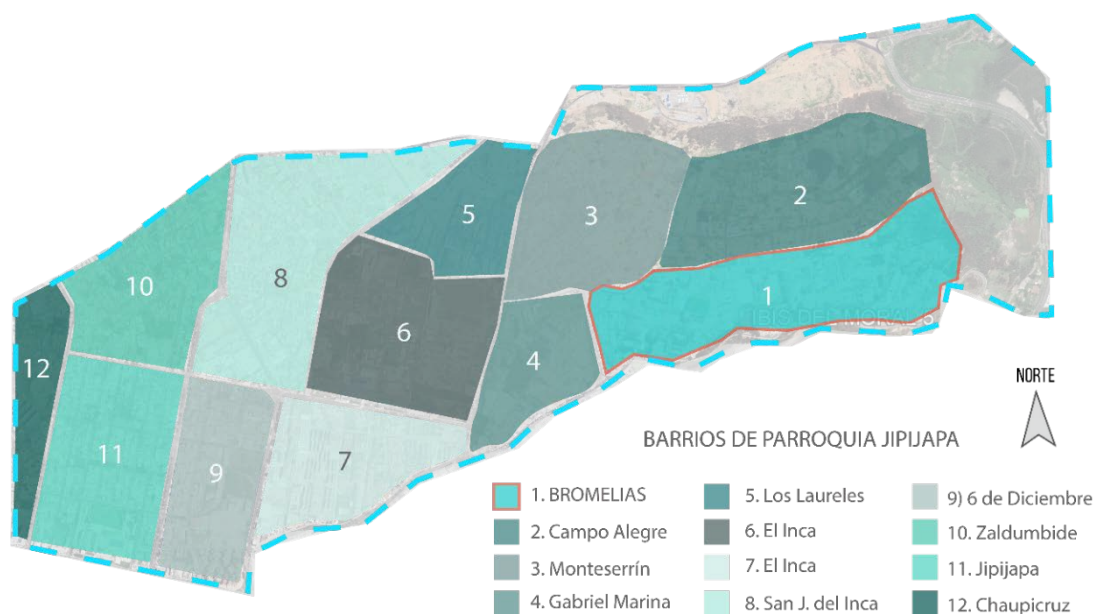 2
5
3
10
8
1
IBIS DE
6
4
12
NORTE
BARRIOS DE PARROQUIA JIPIJAPA
11
9
7
1. BROMELIAS
2. Campo Alegre
3. Monteserrín
4. Gabriel Marina
5. Los Laureles
6. El Inca
7. El Inca
8. San J. del Inca
9) 6 de Diciembre
10. Zaldumbide
11. Jipijapa
12. Chaupicruz